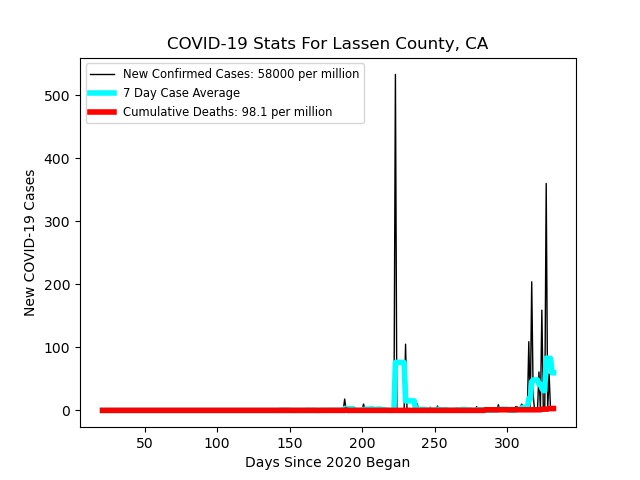 COVID-19 Stats For Lassen County, CA
New Confirmed Cases: 58000 per million
7 Day Case Average
Cumulative Deaths: 98.1 per million
New COVID-19 Cases
500
400
300
200
100
0
50
100
150
200
250
300
Days Since 2020 Began